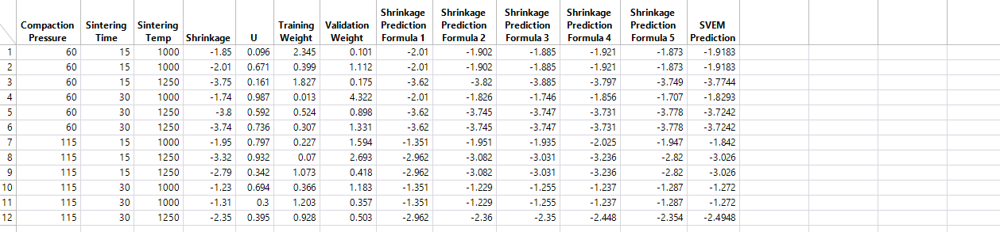 Shrinkage Shrinkage Shrinkage Shrinkage Shrinkage
Compaction Sintering Sintering Training Validation Prediction Prediction Prediction Prediction Prediction SVEM
Pressure Time Temp Shrinkage U Weight Weight Formula 1 Formula 2 Formula 3 Formula 4 Formula 5 Prediction
1 60 15 1000 -1.85 0.096 2.345 0.101 -2.01 -1.902 -1.885 -1.921 -1.873 -1.9183
2 60 15 1000 -2.01 0.671 0.399 1.112 -2.01 -1.902 -1.885 -1.921 -1.873 -1.9183
3 60 15 1250 -3.75 0.161 1.827 0.175 -3.62 -3.82 -3.885 -3.797 -3.749 -3.7744
4 60 30 1000 -1.74 0.987 0.013 4.322 -2.01 -1.826 -1.746 -1.856 -1.707 -1.8293
5 60 30 1250 -3.8 0.592 0.524 0.898 -3.62 -3.745 -3.747 -3.731 -3.778 -3.7242
6 60 30 1250 -3.74 0.736 0.307 1.331 -3.62 -3.745 -3.747 -3.731 -3.778 -3.7242
7 115 15 1000 -1.95 0.797 0.227 1.594 -1.351 -1.951 -1.935 -2.025 -1.947 -1.842
8 115 15 1250 -3.32 0.932 0.07 2.693 -2.962 -3.082 -3.031 -3.236 -2.82 -3.026
9 115 15 1250 -2.79 0.342 1.073 0.418 -2.962 -3.082 -3.031 -3.236 -2.82 -3.026
10 115 30 1000 -1.23 0.694 0.366 1.183 -1.351 -1.229 -1.255 -1.237 -1.287 -1.272
11 115 30 1000 -1.31 0.3 1.203 0.357 -1.351 -1.229 -1.255 -1.237 -1.287 -1.272
12 115 30 1250 -2.35 0.395 0.928 0.503 -2.962 -2.36 -2.35 -2.448 -2.354 -2.4948